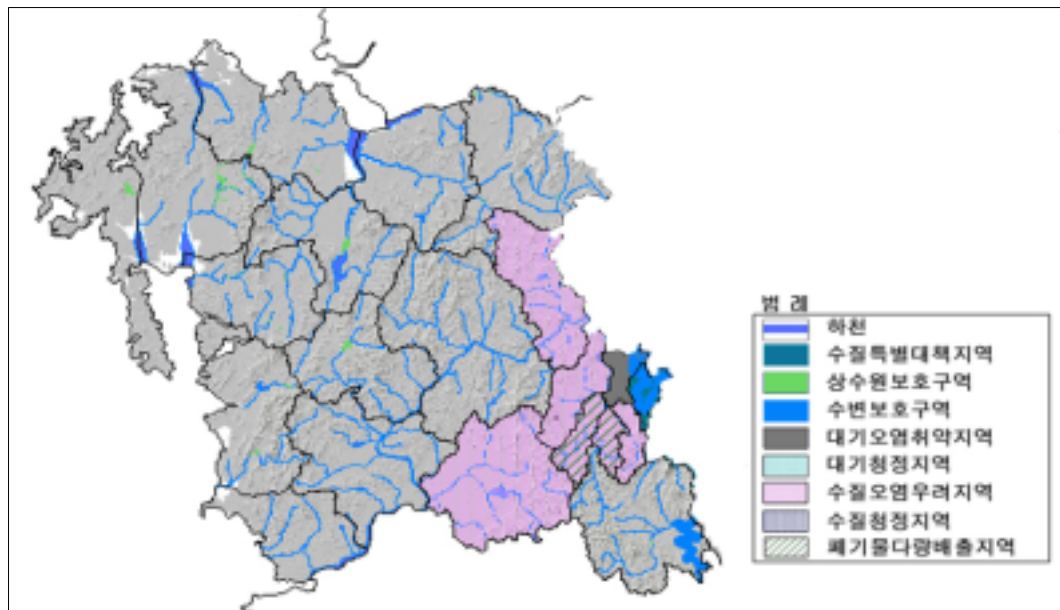 범 례
하천
수질특별대책지역
상수원보호구역
수변보호구역
대기오염취약지역
대기청정지역
수질오염우려지역
수질청정지역
폐기물다량배출지역